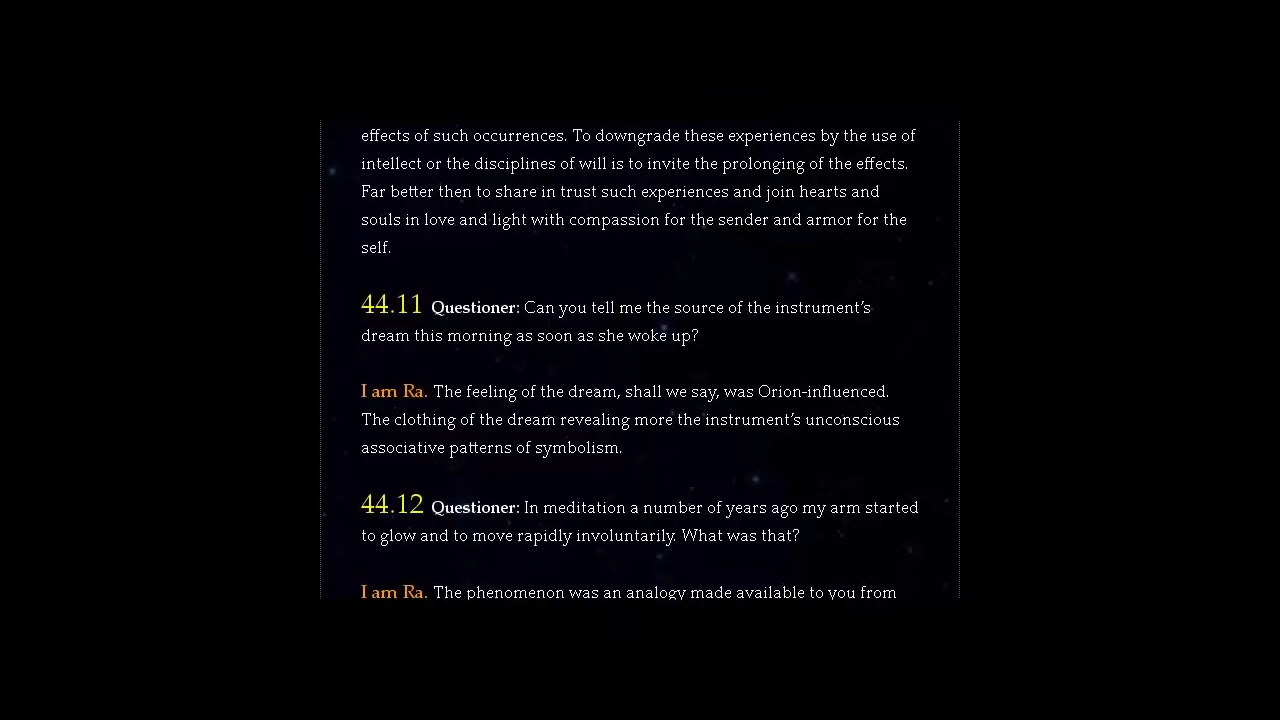 effects of such occurrences. To downgrade these experiences by the use of
intellect or the disciplines of will is to invite the prolonging of the effects.
Far better then to share in trust such experiences and join hearts and
souls in love and light with compassion for the sender and armor for the
self.
44.11 Questioner: Can you tell me the source of the instrument’s
dream this morning as soon as she woke up?
I am Ra. The feeling of the dream, shall we say, was Orion-influenced.
The clothing of the dream revealing more the instrument’s unconscious
associative patterns of symbolism.
44.12 Questioner: In meditation a number of years ago my arm started
to glow and to move rapidly involuntarily. What was that?
I am Ra. The phenomenon was an analogy made available to you from